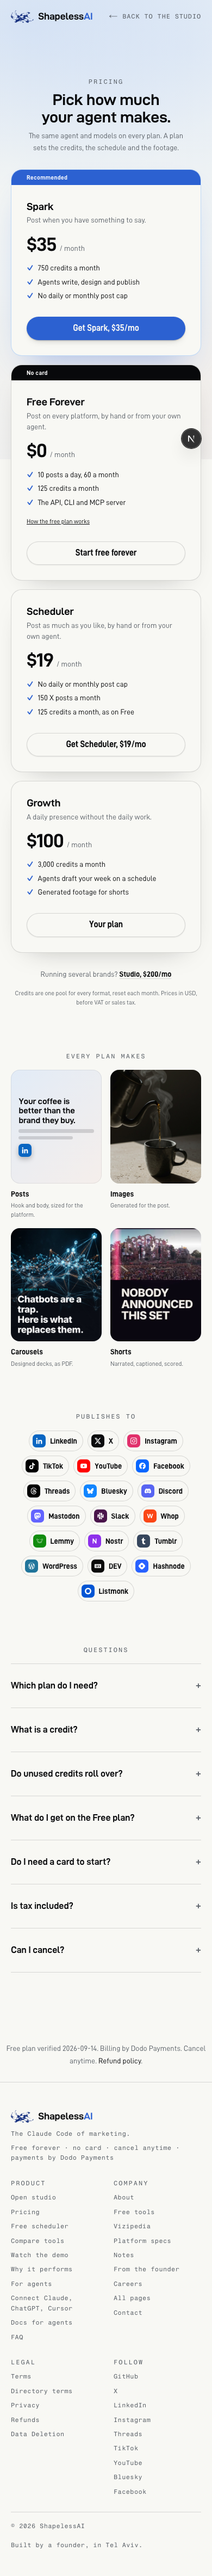 ShapelessAI
⟵ BACK TO THE STUDIO
PRICING
Pick how much
your agent makes.
The same agent and models on every plan. A plan
sets the credits, the schedule and the footage.
Recommended
Spark
Post when you have something to say.
$35 / month
750 credits a month
Agents write, design and publish
No daily or monthly post cap
Get Spark, $35/mo
No card
Free Forever
Post on every platform, by hand or from your own
agent.
$0 / month
10 posts a day, 60 a month
125 credits a month
The API, CLI and MCP server
How the free plan works
Start free forever
N
Scheduler
Post as much as you like, by hand or from your
own agent.
$19 / month
No daily or monthly post cap
150 X posts a month
125 credits a month, as on Free
Get Scheduler, $19/mo
Growth
A daily presence without the daily work.
$100 / month
3,000 credits a month
Agents draft your week on a schedule
Generated footage for shorts
Your plan
Running several brands? Studio, $200/mo
Credits are one pool for every format, reset each month. Prices in USD,
before VAT or sales tax.
EVERY PLAN MAKES
Your coffee is
better than the
brand they buy.
Posts
Hook and body, sized for the
platform.
Images
Generated for the post.
Chatbots are a
trap.
Here is what
replaces them.
Carousels
Designed decks, as PDF.
NOBODY
ANNOUNCED
THIS SET
Shorts
Narrated, captioned, scored.
PUBLISHES TO
LinkedIn
X
Instagram
TikTok
YouTube
Facebook
Threads
Bluesky
Discord
Mastodon
Slack
Whop
Lemmy
Nostr
Tumblr
WordPress
DEV
Hashnode
Listmonk
QUESTIONS
Which plan do I need? +
What is a credit? +
Do unused credits roll over? +
What do I get on the Free plan? +
Do I need a card to start? +
Is tax included? +
Can I cancel? +
Free plan verified 2026-09-14. Billing by Dodo Payments. Cancel
anytime. Refund policy.
ShapelessAI
The Claude Code of marketing.
Free forever · no card · cancel anytime ·
payments by Dodo Payments
PRODUCT
Open studio
Pricing
Free scheduler
Compare tools
Watch the demo
Why it performs
For agents
Connect Claude,
ChatGPT, Cursor
Docs for agents
FAQ
COMPANY
About
Free tools
Vizipedia
Platform specs
Notes
From the founder
Careers
All pages
Contact
LEGAL
Terms
Directory terms
Privacy
Refunds
Data Deletion
FOLLOW
GitHub
X
LinkedIn
Instagram
Threads
TikTok
YouTube
Bluesky
Facebook
© 2026 ShapelessAI
Built by a founder, in Tel Aviv.